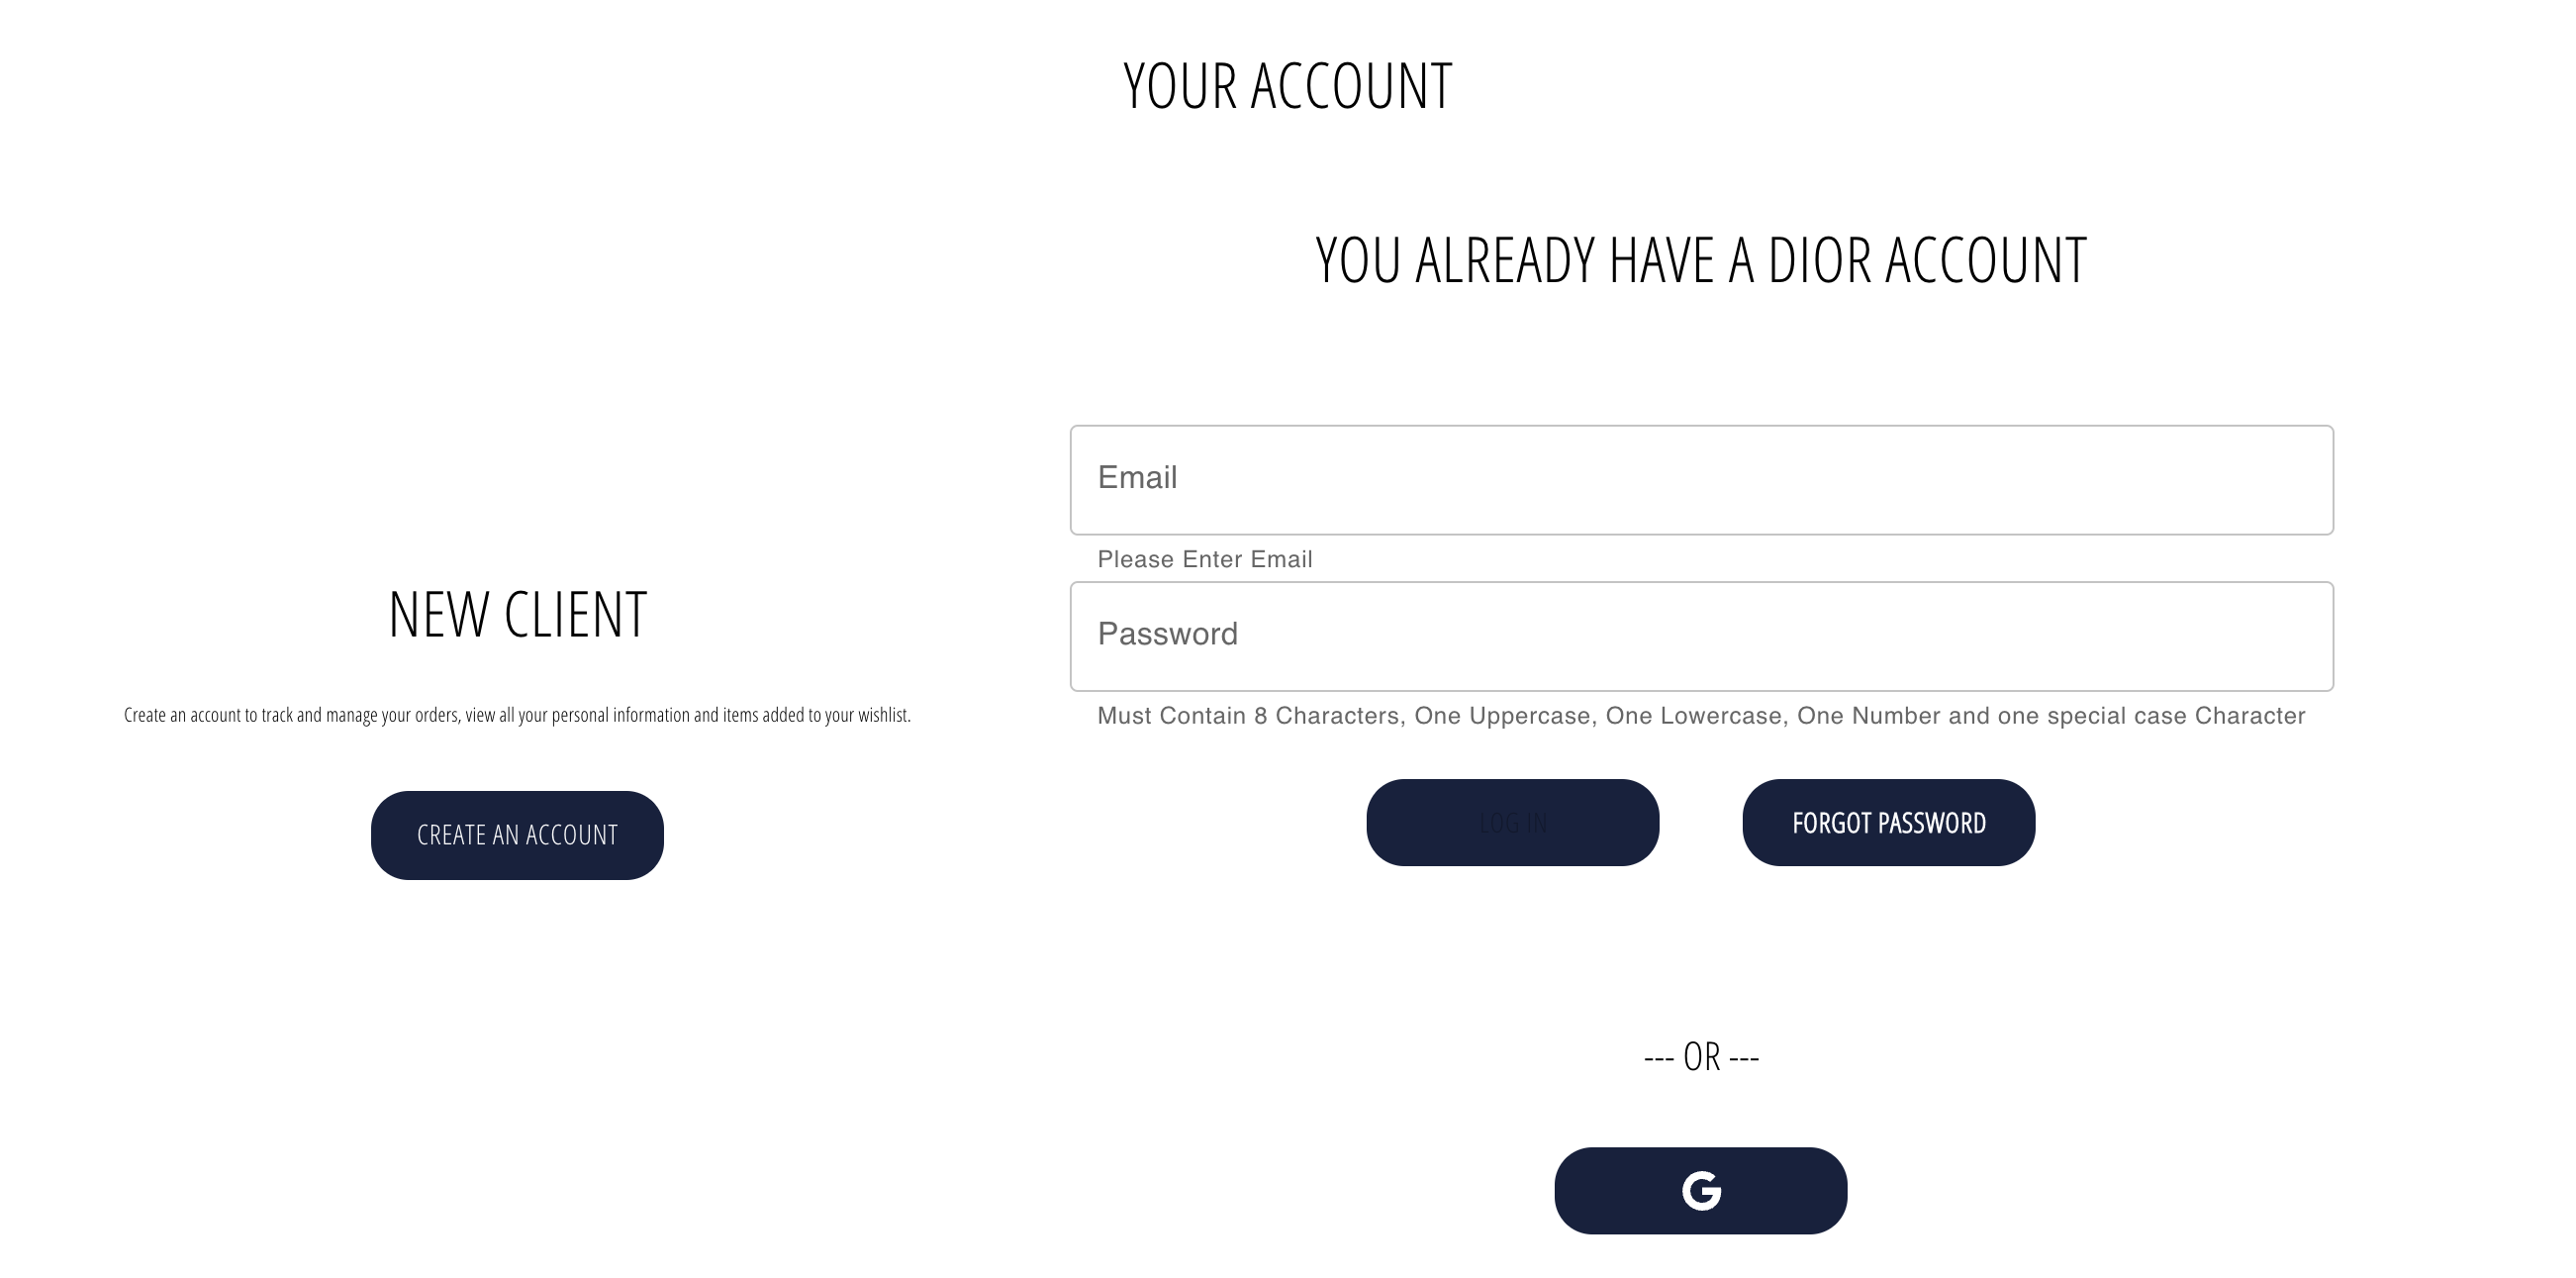 YOUR ACCOUNT
YOU ALREADY HAVE A DIOR ACCOUNT
NEW CLIENT
Create an account to track and manage your orders, view all your personal information and items added to your wishlist.
CREATE AN ACCOUNT
Email
Please Enter Email
Password
Must Contain 8 Characters, One Uppercase, One Lowercase, One Number and one special case Character
LOG IN
FORGOT PASSWORD
--- OR ---
G